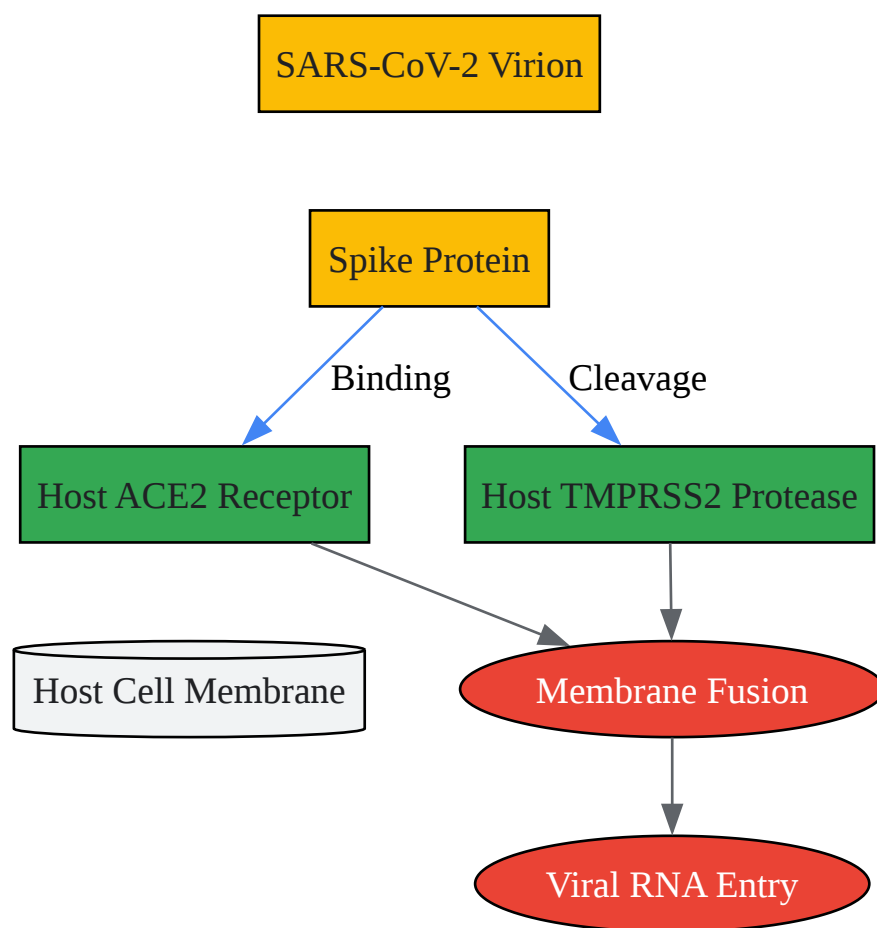 SARS-CoV-2 Virion
Spike Protein
Binding
Cleavage
Host ACE2 Receptor
Host TMPRSS2 Protease
Host Cell Membrane
Membrane Fusion
Viral RNA Entry